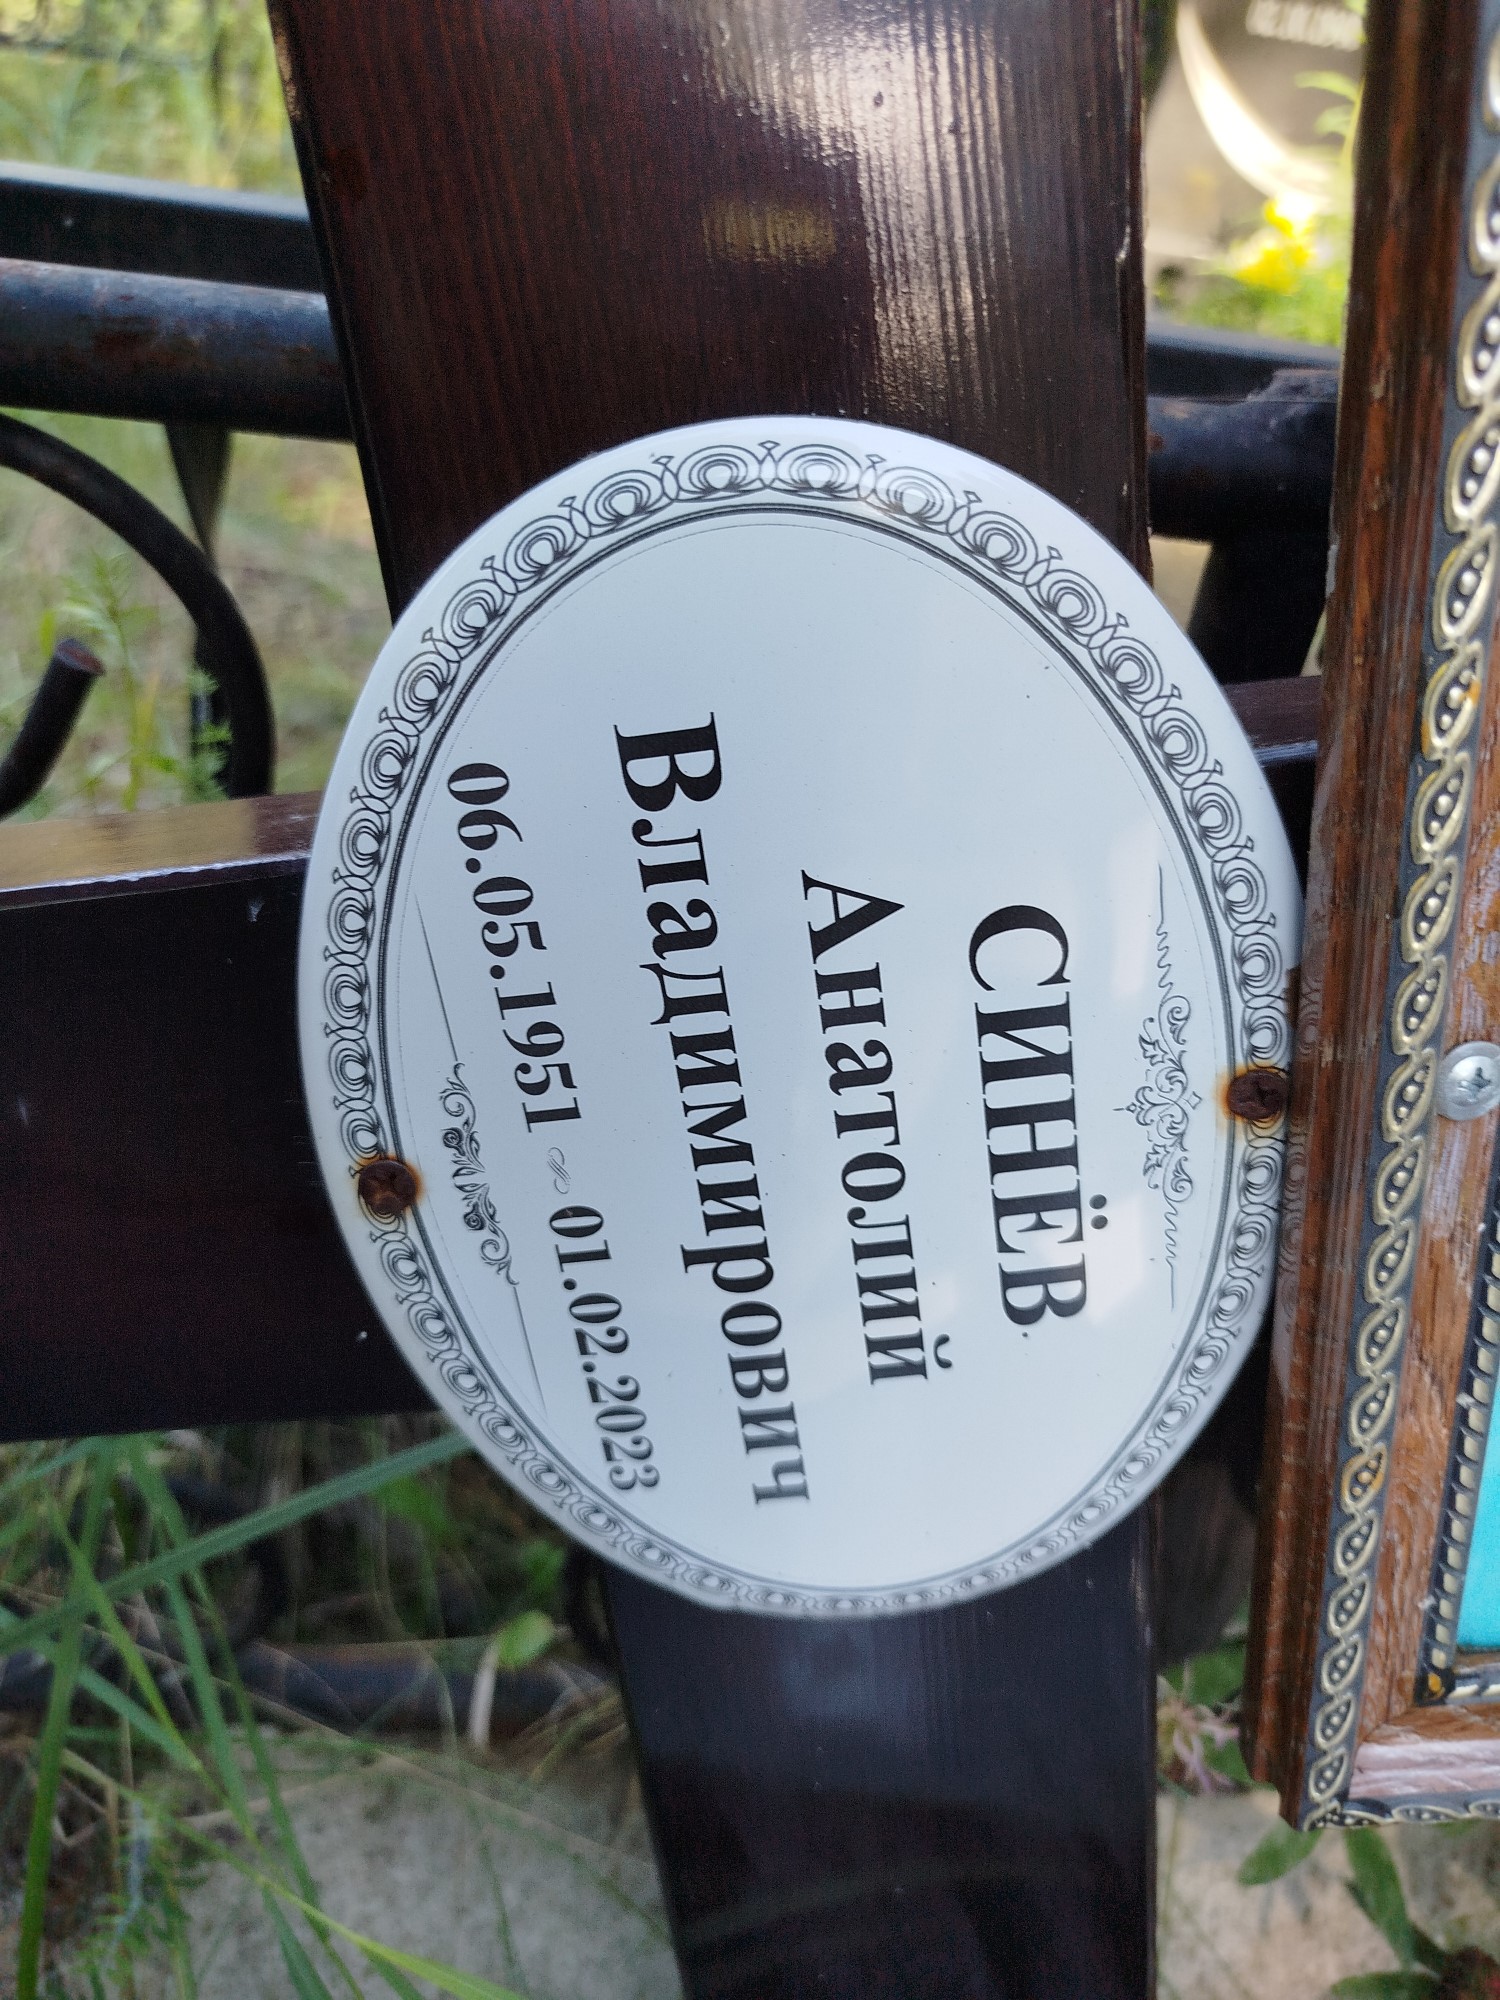 СИНЁВ
Анатолий
Владимирович
06.05.1951 01.02.2023